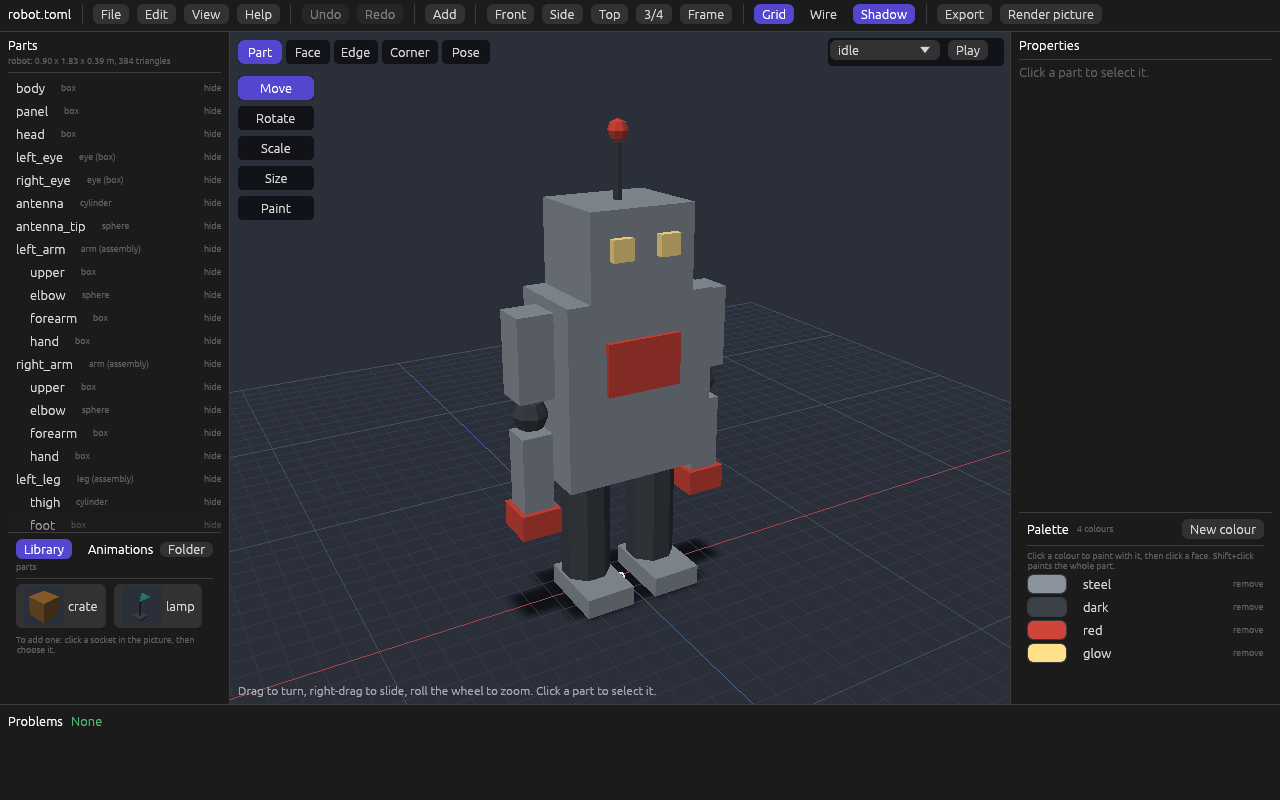 robot.toml File Edit View Help Undo Redo Add Front Side Top 3/4 Frame Grid Wire Shadow Export Render picture
Parts
robot: 0.90 x 1.83 x 0.39 m, 384 triangles
body box hide
panel box hide
head box hide
left_eye eye (box) hide
right_eye eye (box) hide
antenna cylinder hide
antenna_tip sphere hide
left_arm arm (assembly) hide
upper box hide
elbow sphere hide
forearm box hide
hand box hide
right_arm arm (assembly) hide
upper box hide
elbow sphere hide
forearm box hide
hand box hide
left_leg leg (assembly) hide
thigh cylinder hide
foot box hide
Library Animations Folder
parts
crate lamp
To add one: click a socket in the picture, then
choose it.
Part Face Edge Corner Pose
Move
Rotate
Scale
Size
Paint
idle Play
Drag to turn, right-drag to slide, roll the wheel to zoom. Click a part to select it.
Properties
Click a part to select it.
Palette 4 colours New colour
Click a colour to paint with it, then click a face. Shift+click
paints the whole part.
steel remove
dark remove
red remove
glow remove
Problems None